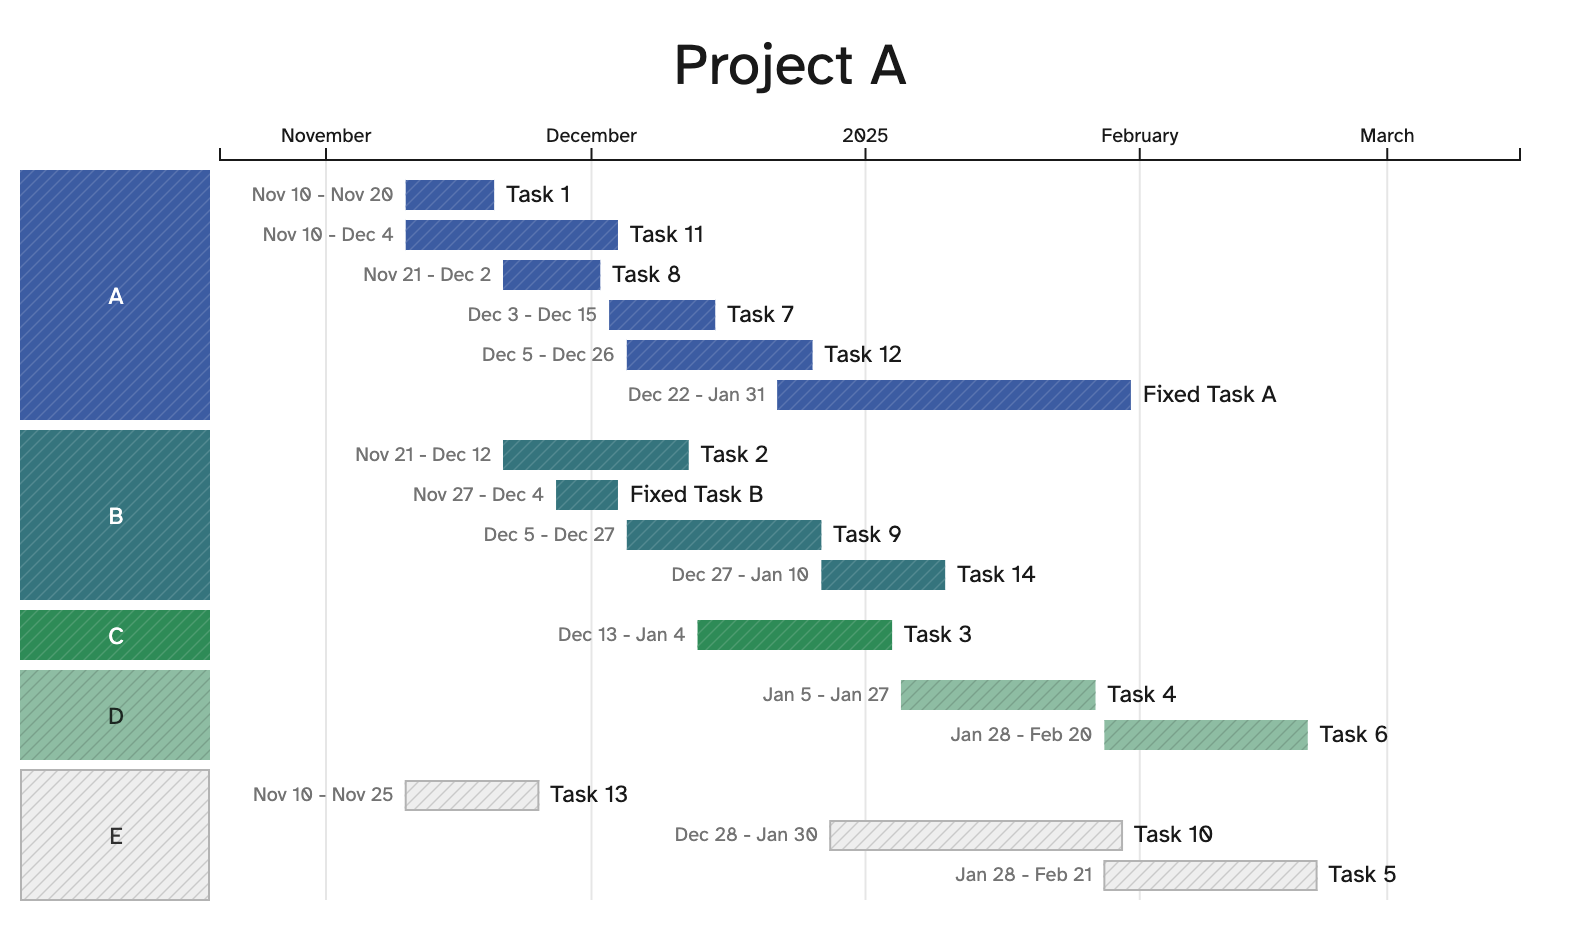 Project A
November December 2025 February March
A
Nov 10 - Nov 20 Task 1
Nov 10 - Dec 4 Task 11
Nov 21 - Dec 2 Task 8
Dec 3 - Dec 15 Task 7
Dec 5 - Dec 26 Task 12
Dec 22 - Jan 31 Fixed Task A
B
Nov 21 - Dec 12 Task 2
Nov 27 - Dec 4 Fixed Task B
Dec 5 - Dec 27 Task 9
Dec 27 - Jan 10 Task 14
C
Dec 13 - Jan 4 Task 3
D
Jan 5 - Jan 27 Task 4
Jan 28 - Feb 20 Task 6
E
Nov 10 - Nov 25 Task 13
Dec 28 - Jan 30 Task 10
Jan 28 - Feb 21 Task 5